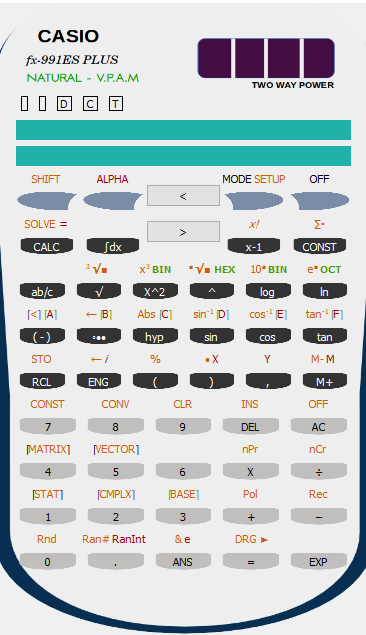 CASIO
fx-991ES PLUS
NATURAL - V.P.A.M
TWO WAY POWER
D C T
SHIFT ALPHA < MODE SETUP OFF
SOLVE = > x! ∑▪
CALC ∫dx x-1 CONST
³√▪ x³ BIN ▪√▪ HEX 10▪ BIN e▪ OCT
ab/c √ X^2 ^ log ln
[<] [A] ← [B] Abs [C] sin⁻¹ [D] cos⁻¹ [E] tan⁻¹ [F]
(-) ∘▪▪ hyp sin cos tan
STO ← i % ▪ X Y M- M
RCL ENG ( ) , M+
CONST CONV CLR INS OFF
7 8 9 DEL AC
[MATRIX] [VECTOR] nPr nCr
4 5 6 X ÷
[STAT] [CMPLX] [BASE] Pol Rec
1 2 3 + −
Rnd Ran# RanInt & e DRG ►
0 . ANS = EXP